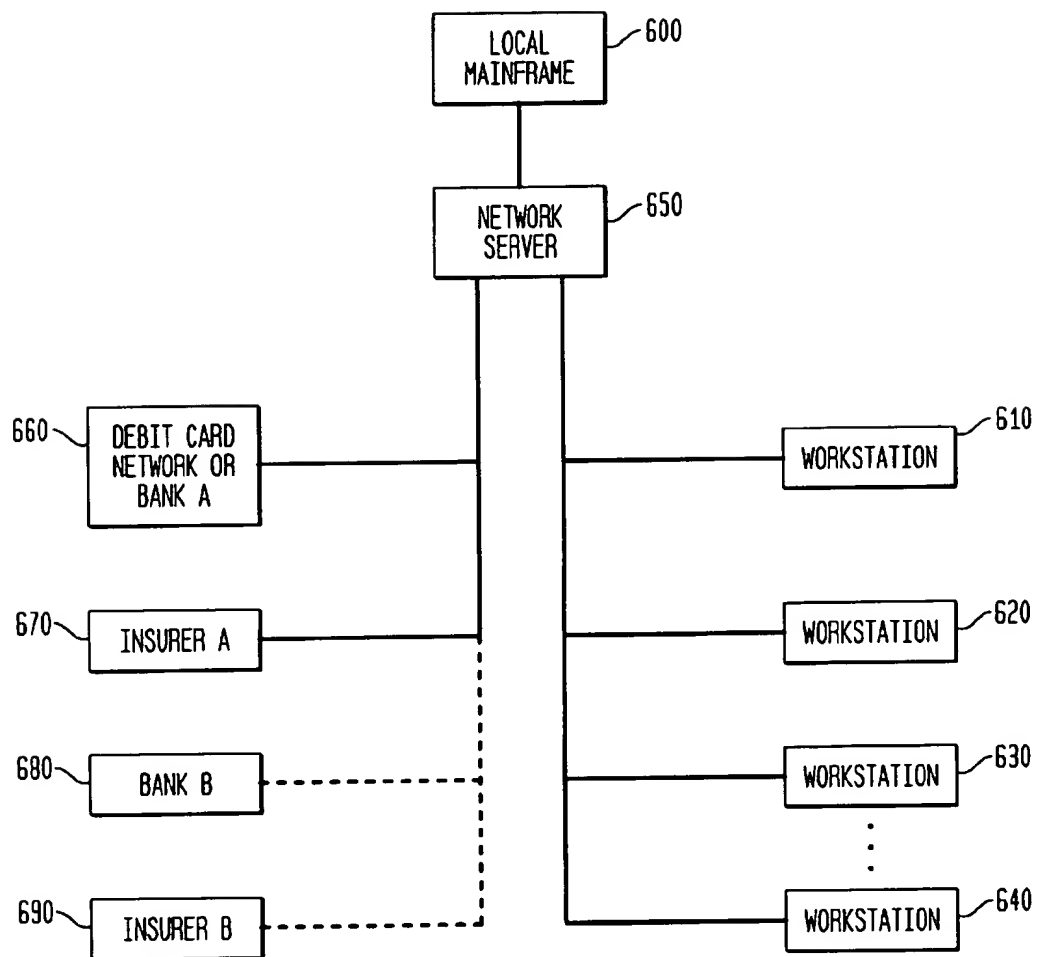 LOCAL
MAINFRAME
600
NETWORK
SERVER
650
660
DEBIT CARD
NETWORK OR
BANK A
610
WORKSTATION
670
INSURER A
620
WORKSTATION
680
BANK B
630
WORKSTATION
690
INSURER B
640
WORKSTATION